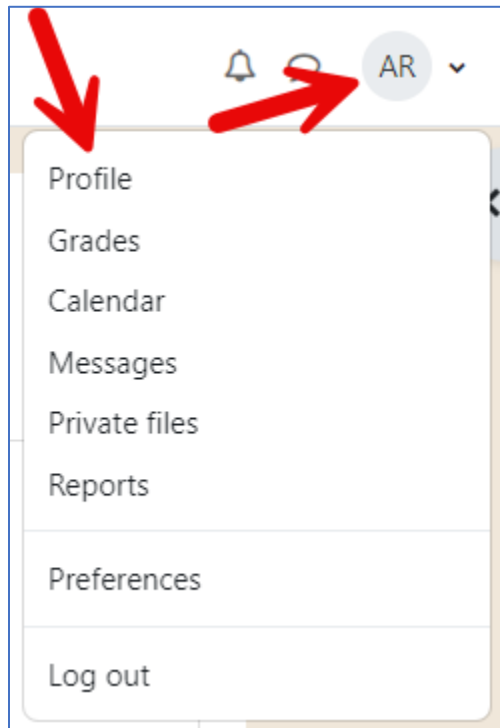 AR
Profile
Grades
Calendar
Messages
Private files
Reports
Preferences
Log out